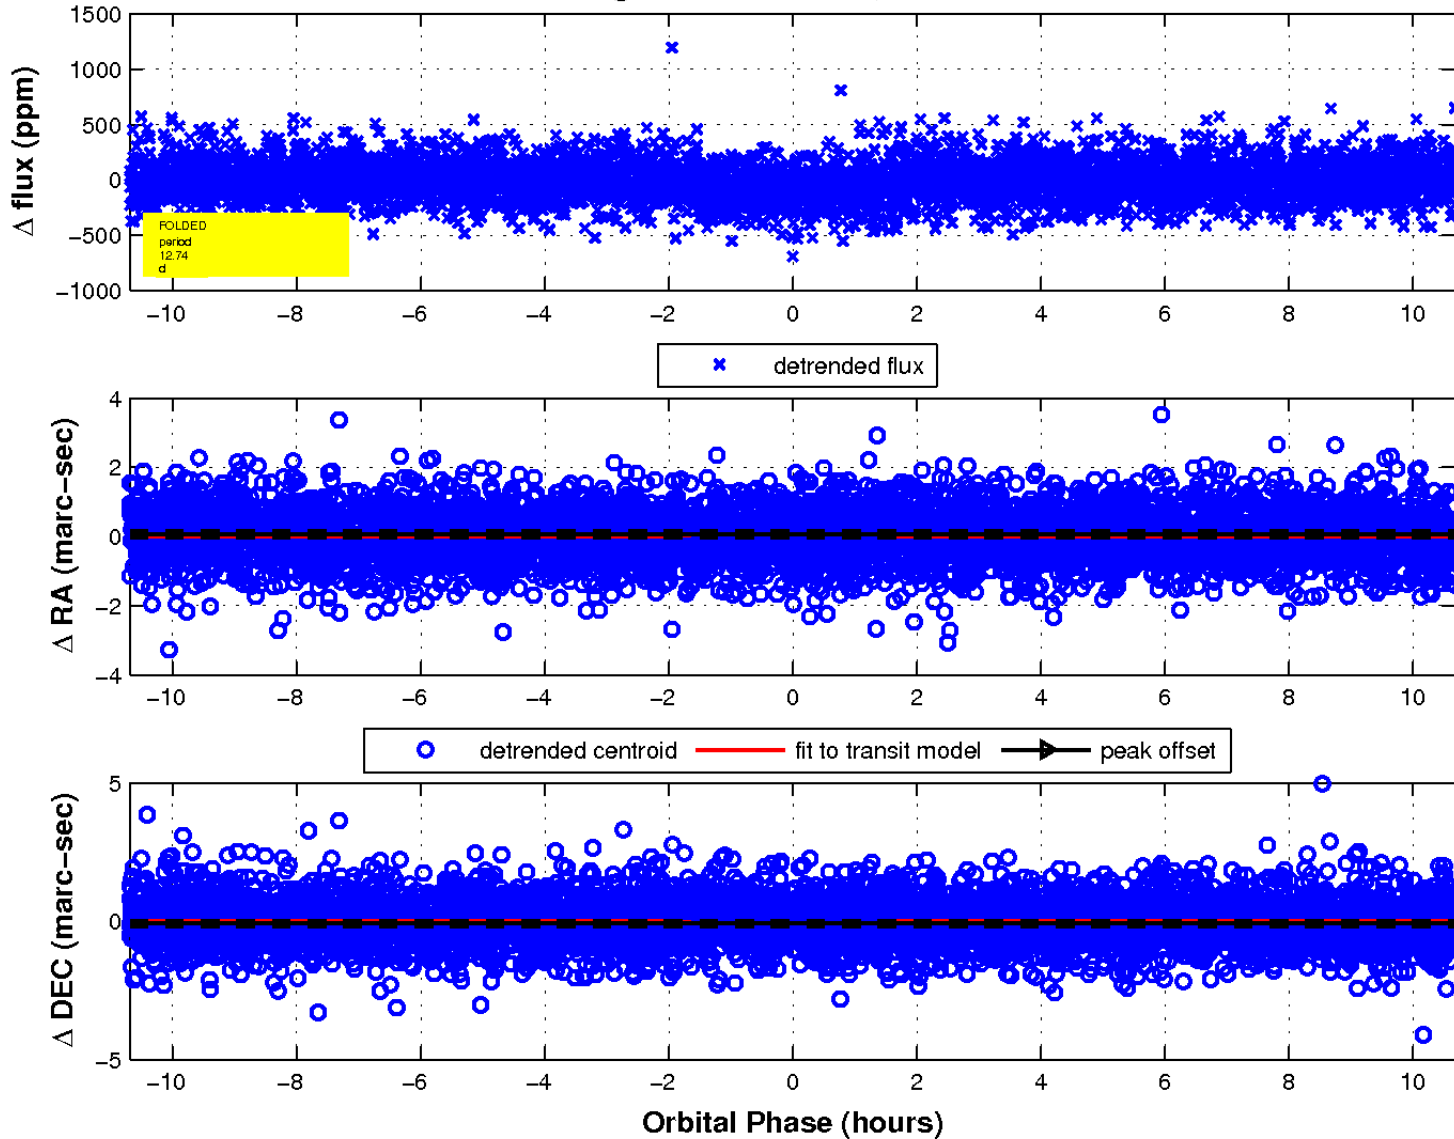 1500
1000
500
0
−500
−1000
Δ flux (ppm)
FOLDED
period
12.74
d
−10 −8 −6 −4 −2 0 2 4 6 8 10
detrended flux
4
2
0
−2
−4
Δ RA (marc−sec)
−10 −8 −6 −4 −2 0 2 4 6 8 10
detrended centroid fit to transit model peak offset
5
0
−5
Δ DEC (marc−sec)
−10 −8 −6 −4 −2 0 2 4 6 8 10
Orbital Phase (hours)